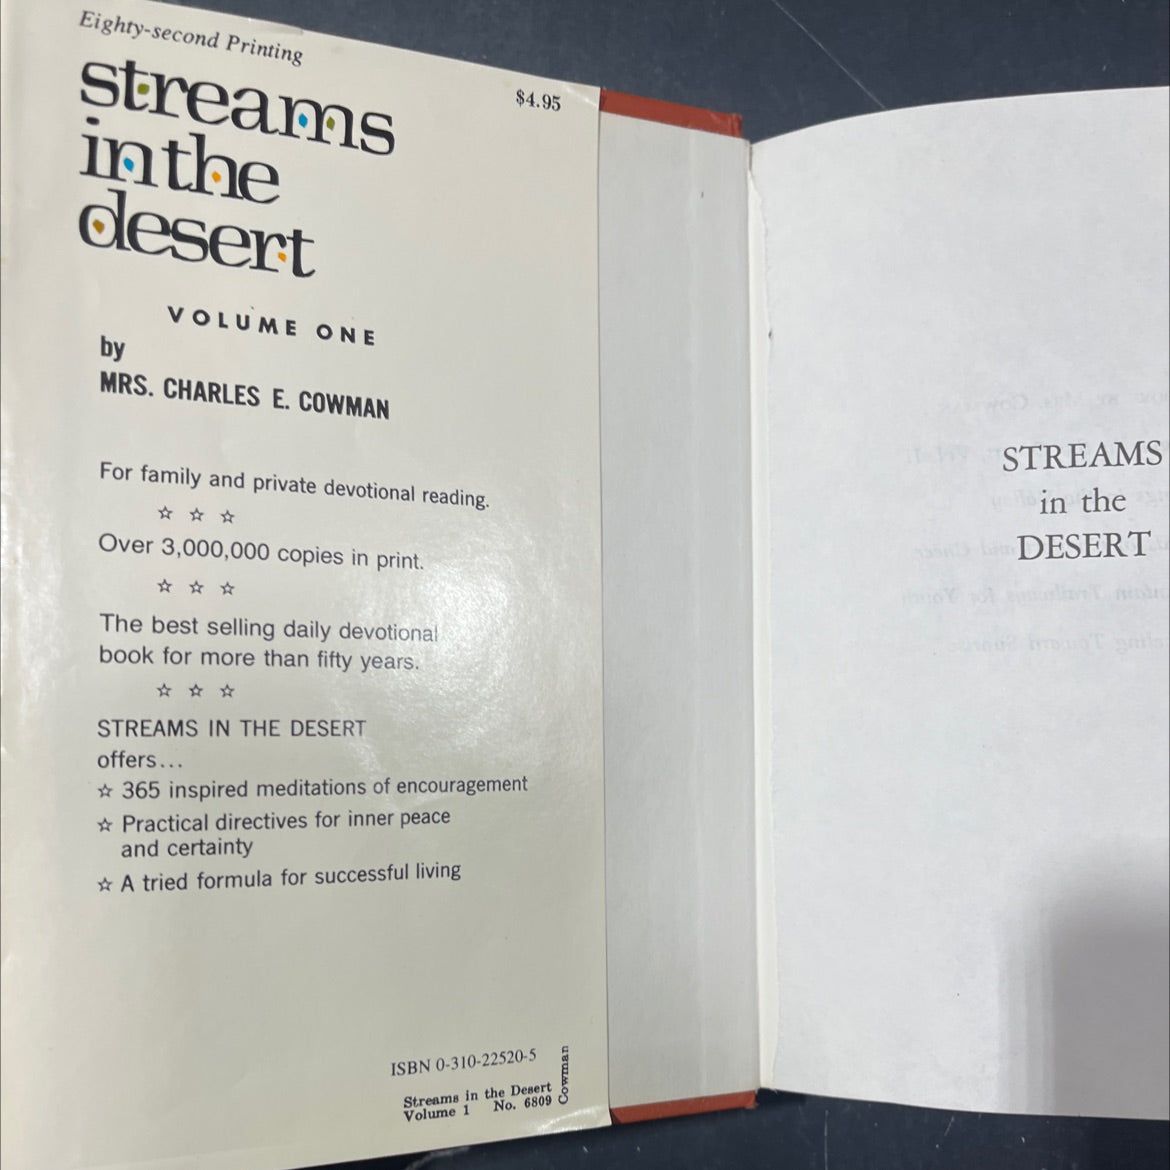 Eighty-second Printing
$4.95
streams
in the
desert
VOLUME ONE
by
MRS. CHARLES E. COWMAN
For family and private devotional reading.
☆ ☆ ☆
Over 3,000,000 copies in print.
☆ ☆ ☆
The best selling daily devotional
book for more than fifty years.
☆ ☆ ☆
STREAMS IN THE DESERT
offers...
☆ 365 inspired meditations of encouragement
☆ Practical directives for inner peace
and certainty
☆ A tried formula for successful living
ISBN 0-310-22520-5
Streams in the Desert
Volume 1 No. 6809
Cowman
STREAMS
in the
DESERT